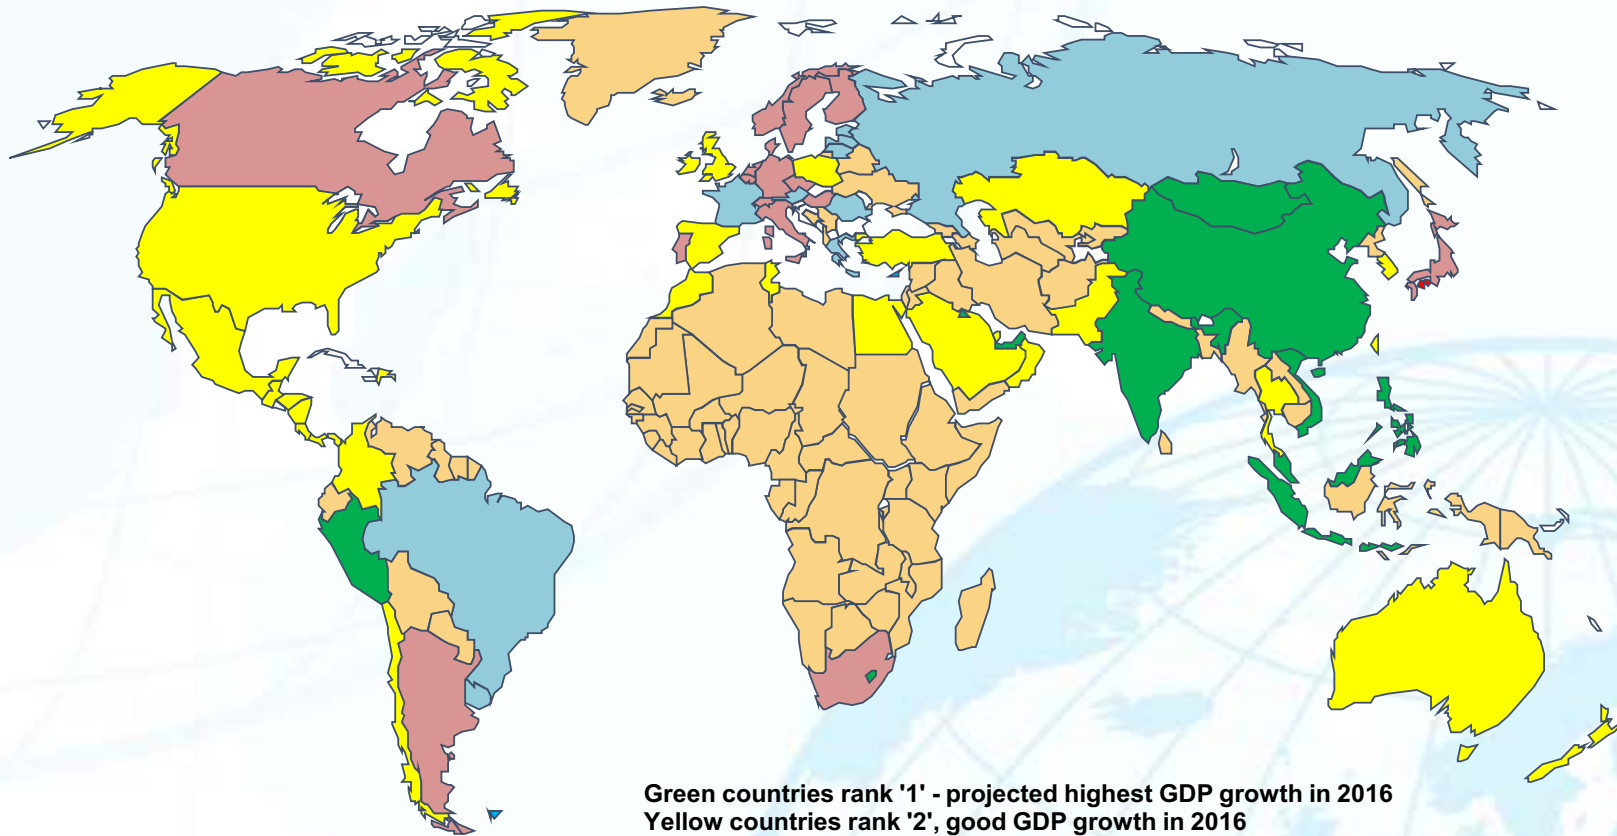 Green countries rank '1' - projected highest GDP growth in 2016
Yellow countries rank '2', good GDP growth in 2016